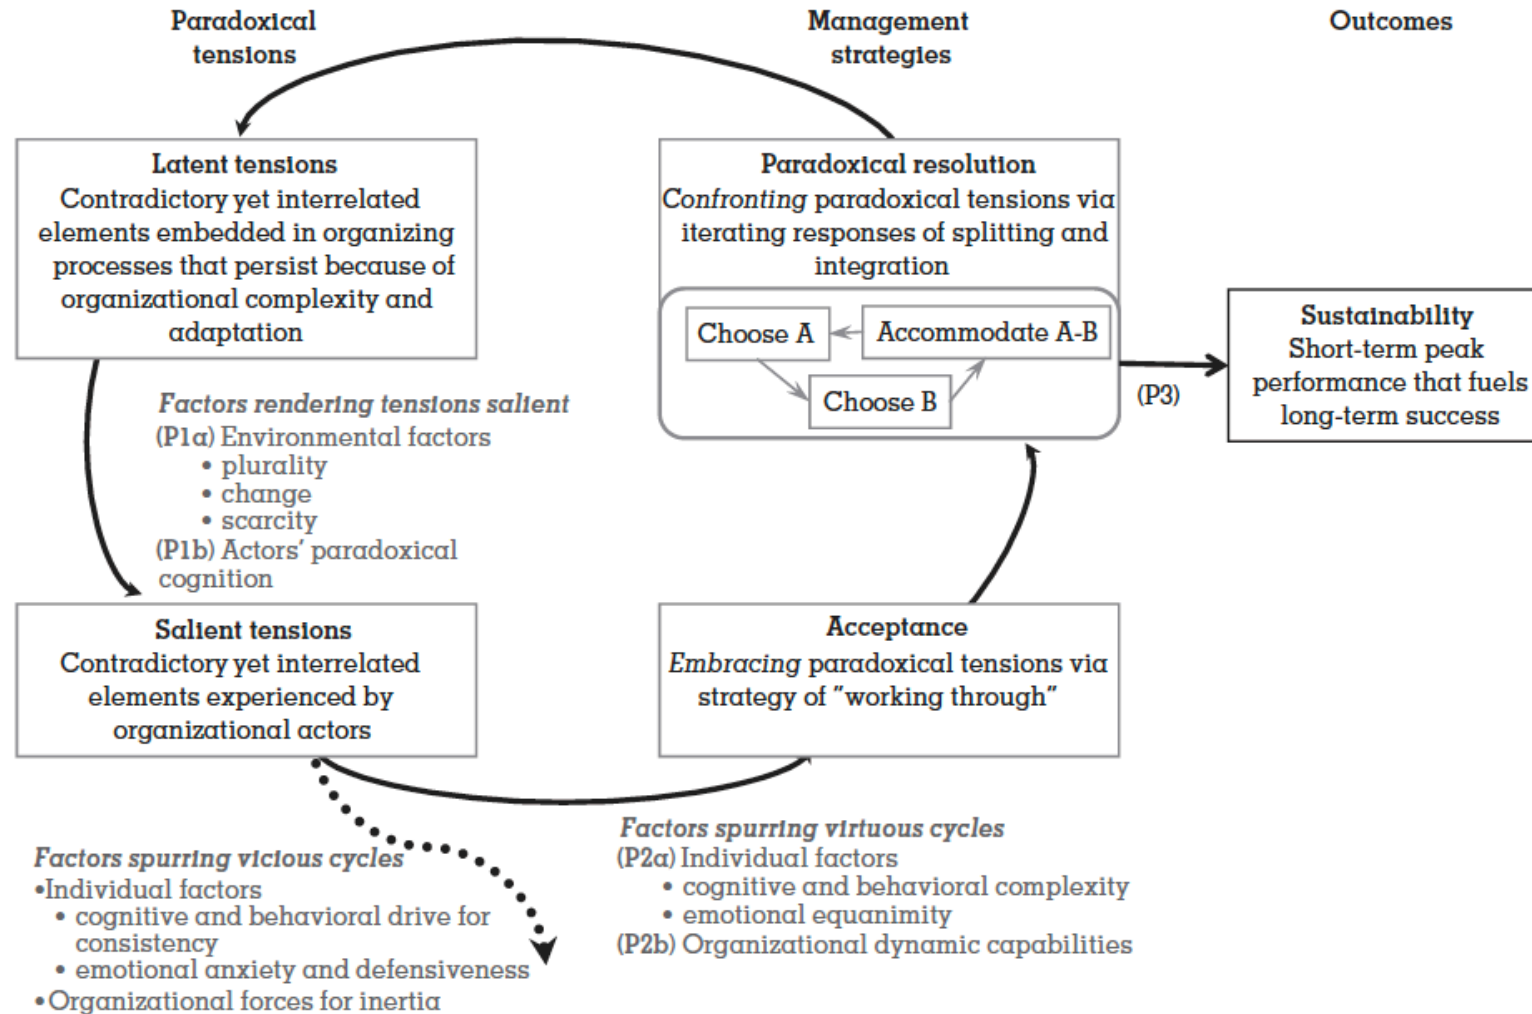 Paradoxical
tensions
Management
strategies
Outcomes
Latent tensions
Contradictory yet interrelated
elements embedded in organizing
processes that persist because of
organizational complexity and
adaptation
Paradoxical resolution
Confronting paradoxical tensions via
iterating responses of splitting and
integration
Choose A
Accommodate A-B
Choose B
(P3)
Sustainability
Short-term peak
performance that fuels
long-term success
Factors rendering tensions salient
(P1a) Environmental factors
• plurality
• change
• scarcity
(P1b) Actors’ paradoxical
cognition
Salient tensions
Contradictory yet interrelated
elements experienced by
organizational actors
Acceptance
Embracing paradoxical tensions via
strategy of ”working through”
Factors spurring vicious cycles
•Individual factors
• cognitive and behavioral drive for
consistency
• emotional anxiety and defensiveness
•Organizational forces for inertia
Factors spurring virtuous cycles
(P2a) Individual factors
• cognitive and behavioral complexity
• emotional equanimity
(P2b) Organizational dynamic capabilities